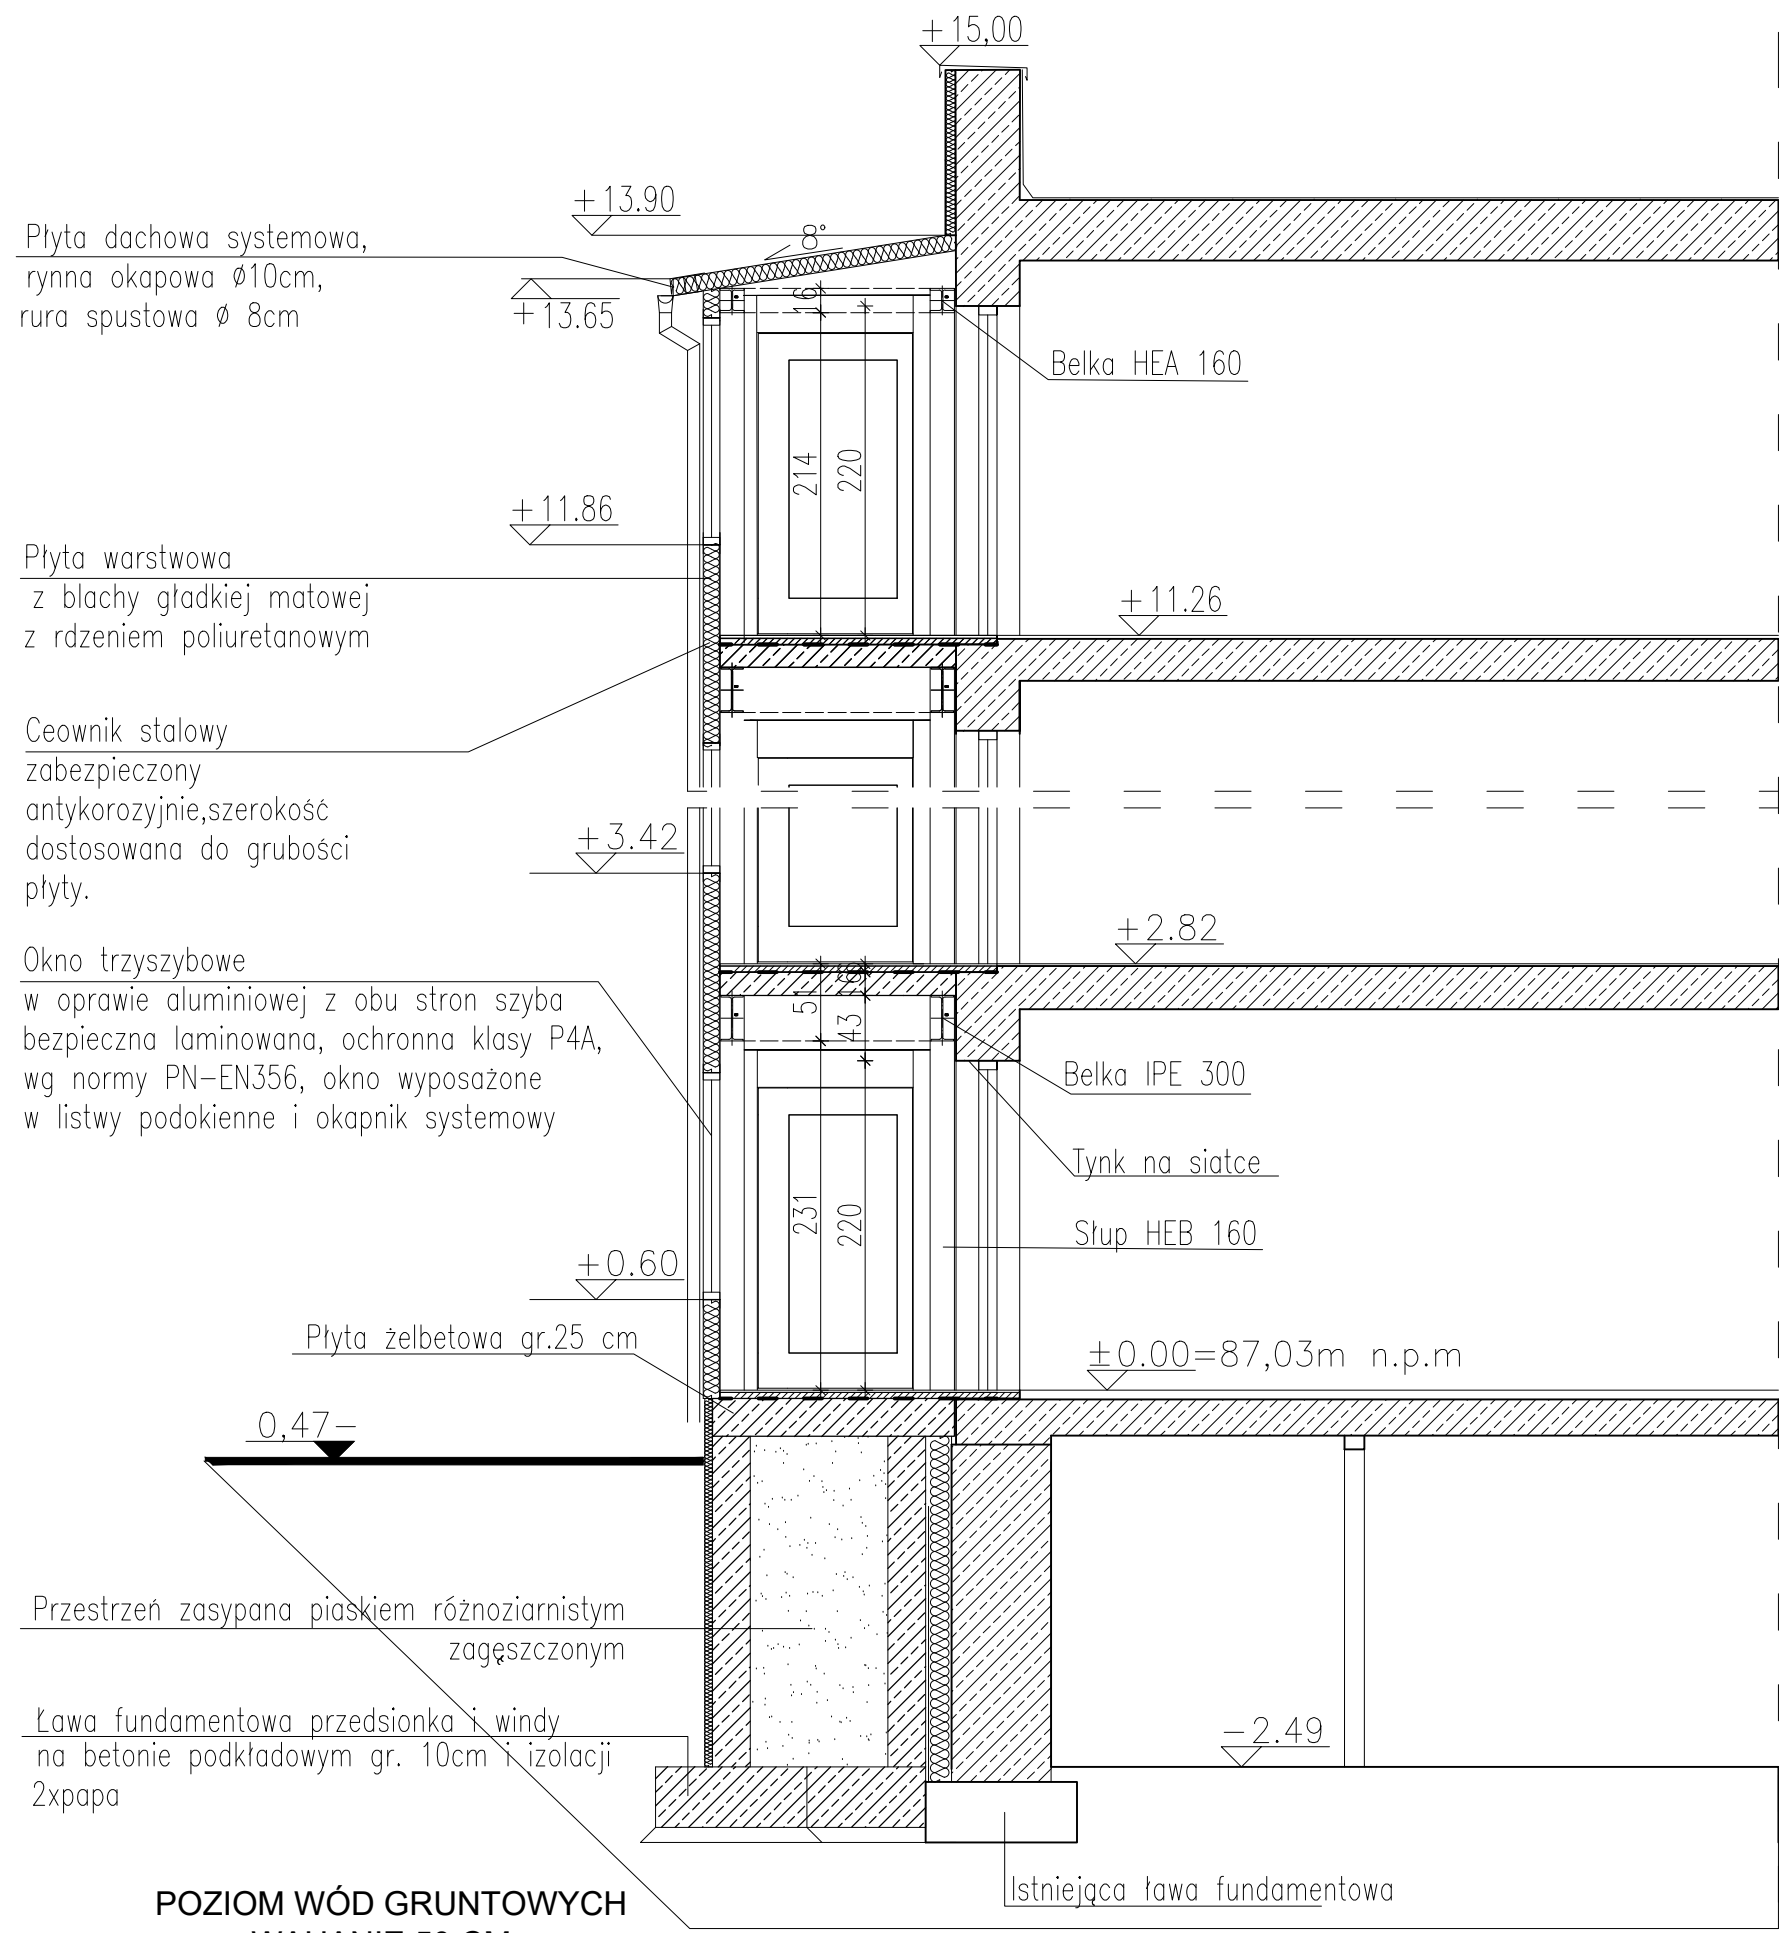 +15,00
+13.90
8°
Płyta dachowa systemowa,
rynna okapowa Ø10cm,
rura spustowa Ø 8cm
+13.65
16
Belka HEA 160
214
220
+11.86
Płyta warstwowa
z blachy gładkiej matowej
z rdzeniem poliuretanowym
+11.26
Ceownik stalowy
zabezpieczony
antykorozyjnie,szerokość
dostosowana do grubości
płyty.
+3.42
+2.82
Okno trzyszybowe
w oprawie aluminiowej z obu stron szyba
bezpieczna laminowana, ochronna klasy P4A,
wg normy PN-EN356, okno wyposażone
w listwy podokienne i okapnik systemowy
51
43
Belka IPE 300
Tynk na siatce
231
220
Słup HEB 160
+0.60
Płyta żelbetowa gr.25 cm
±0.00=87,03m n.p.m
0,47-
Przestrzeń zasypana piaskiem różnoziarnistym
zagęszczonym
Ława fundamentowa przedsionka i windy
na betonie podkładowym gr. 10cm i izolacji
2xpapa
-2.49
Istniejąca ława fundamentowa
POZIOM WÓD GRUNTOWYCH